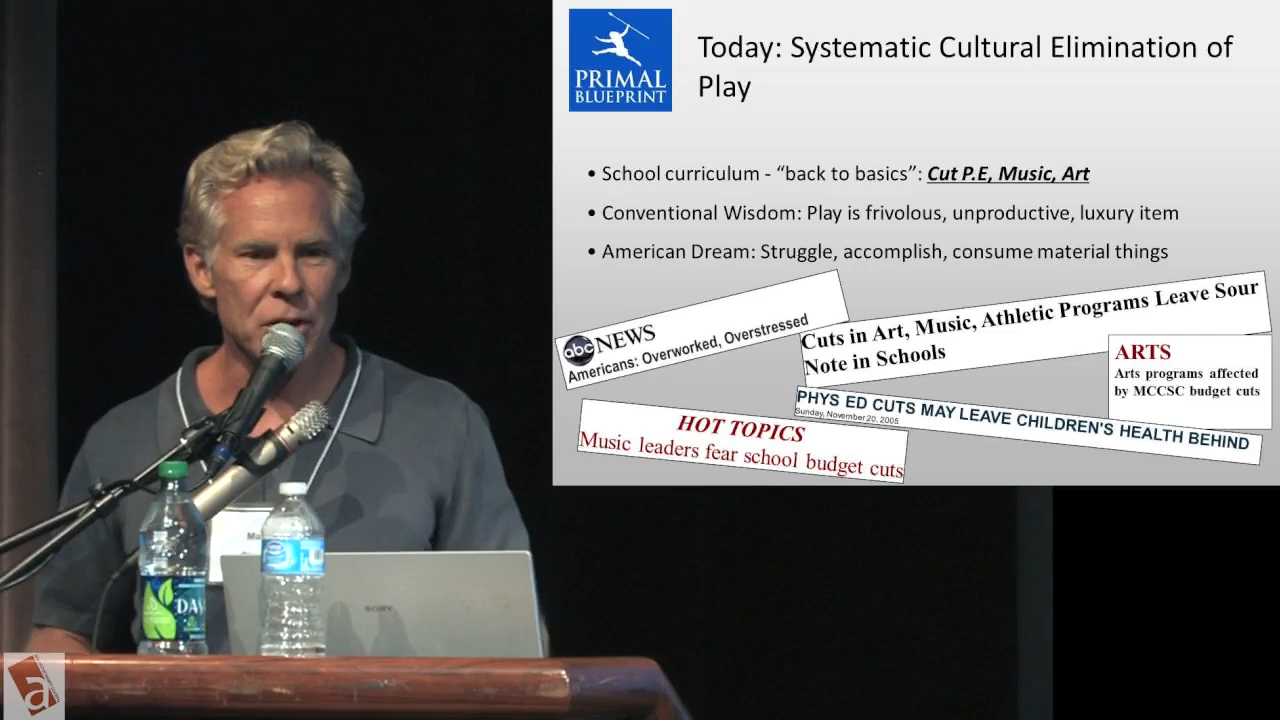 PRIMAL
BLUEPRINT
Today: Systematic Cultural Elimination of
Play
• School curriculum - “back to basics”: Cut P.E, Music, Art
• Conventional Wisdom: Play is frivolous, unproductive, luxury item
• American Dream: Struggle, accomplish, consume material things
abc NEWS
Americans: Overworked, Overstressed
Cuts in Art, Music, Athletic Programs Leave Sour
Note in Schools
ARTS
Arts programs affected
by MCCSC budget cuts
PHYS ED CUTS MAY LEAVE CHILDREN'S HEALTH BEHIND
Sunday, November 20, 2005
HOT TOPICS
Music leaders fear school budget cuts
SONY
a